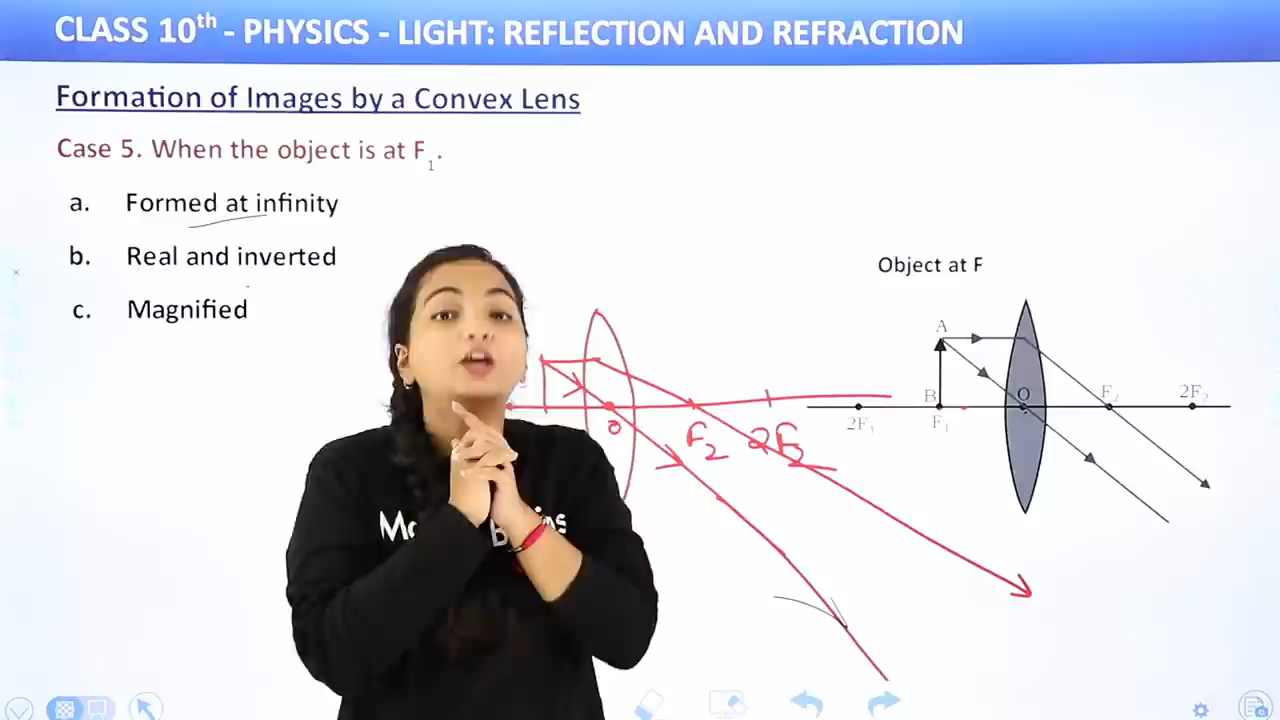 CLASS 10th - PHYSICS - LIGHT: REFLECTION AND REFRACTION
Formation of Images by a Convex Lens
Case 5. When the object is at F1.
a. Formed at infinity
b. Real and inverted
c. Magnified
Object at F
A
B
O
F2
2F2
2F1
F1
O
F2
2F2